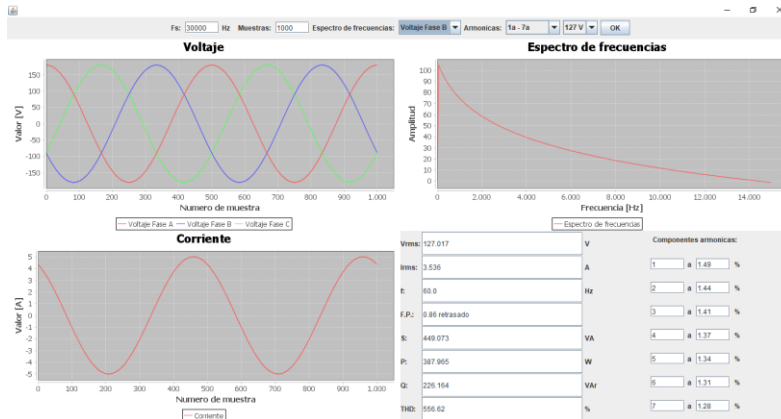 Fs: 30000 Hz Muestras: 1000 Espectro de frecuencias: Voltaje Fase B Armonicas: 1a - 7a 127 V OK
Voltaje
Valor [V]
150
100
50
0
-50
-100
-150
0 100 200 300 400 500 600 700 800 900 1.000
Numero de muestra
Voltaje Fase A Voltaje Fase B Voltaje Fase C
Espectro de frecuencias
Amplitud
100
90
80
70
60
50
40
30
20
10
0
0 2.000 4.000 6.000 8.000 10.000 12.000 14.000
Frecuencia [Hz]
Espectro de frecuencias
Corriente
Valor [A]
5
4
3
2
1
0
-1
-2
-3
-4
-5
0 100 200 300 400 500 600 700 800 900 1.000
Numero de muestra
Corriente
Vrms: 127.017 V
Irms: 3.536 A
f: 60.0 Hz
F.P.: 0.86 retrasado
S: 449.073 VA
P: 387.965 W
Q: 226.164 VAr
THD: 556.62 %
Componentes armonicas:
1 a 1.49 %
2 a 1.44 %
3 a 1.41 %
4 a 1.37 %
5 a 1.34 %
6 a 1.31 %
7 a 1.28 %